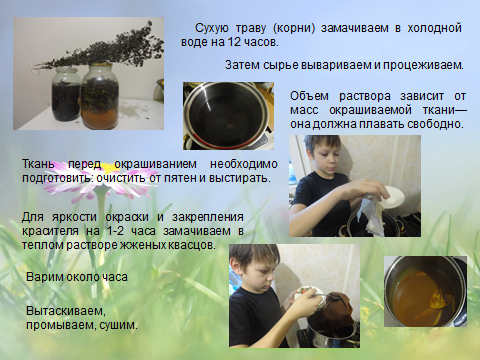 Сухую траву (корни) замачиваем в холодной
воде на 12 часов.
Затем сырье вывариваем и процеживаем.
Объем раствора зависит от
масс окрашиваемой ткани—
она должна плавать свободно.
Ткань перед окрашиванием необходимо
подготовить: очистить от пятен и выстирать.
Для яркости окраски и закрепления
красителя на 1-2 часа замачиваем в
теплом растворе жженых квасцов.
Варим около часа
Вытаскиваем,
промываем, сушим.